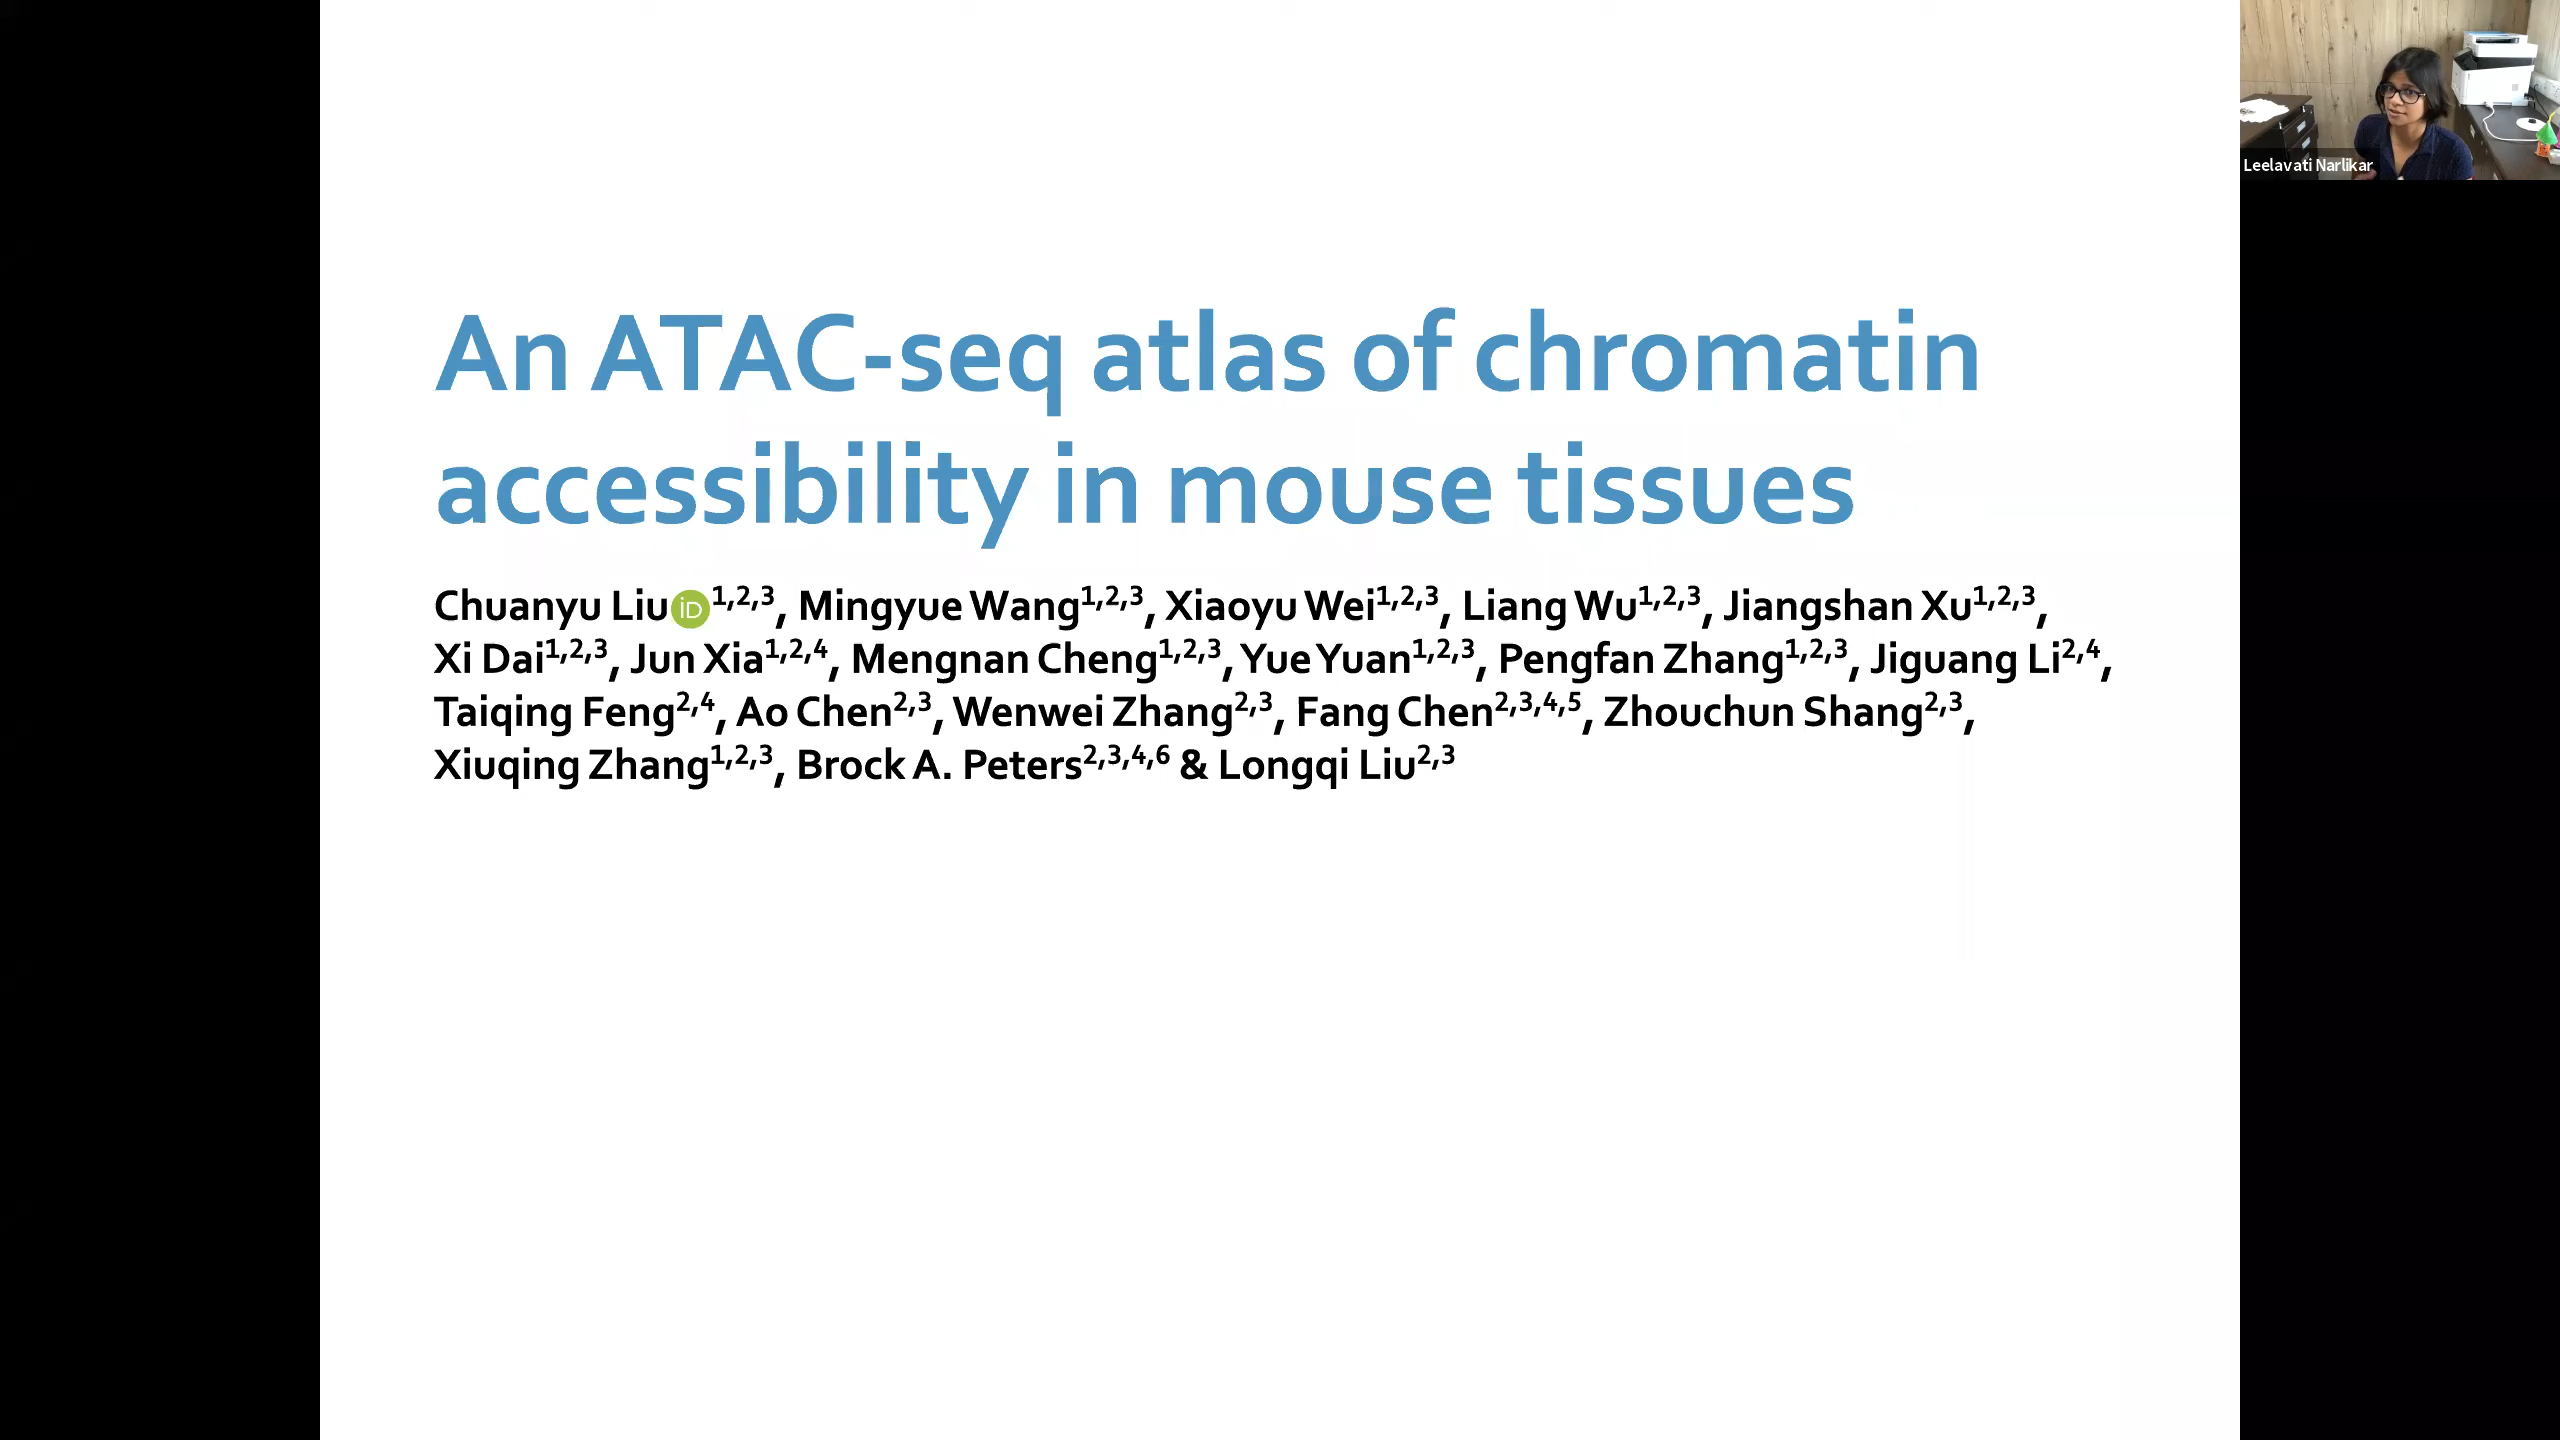 An ATAC-seq atlas of chromatin
accessibility in mouse tissues
Chuanyu Liu iD 1,2,3, Mingyue Wang1,2,3, Xiaoyu Wei1,2,3, Liang Wu1,2,3, Jiangshan Xu1,2,3,
Xi Dai1,2,3, Jun Xia1,2,4, Mengnan Cheng1,2,3, Yue Yuan1,2,3, Pengfan Zhang1,2,3, Jiguang Li2,4,
Taiqing Feng2,4, Ao Chen2,3, Wenwei Zhang2,3, Fang Chen2,3,4,5, Zhouchun Shang2,3,
Xiuqing Zhang1,2,3, Brock A. Peters2,3,4,6 & Longqi Liu2,3
Leelavati Narlikar